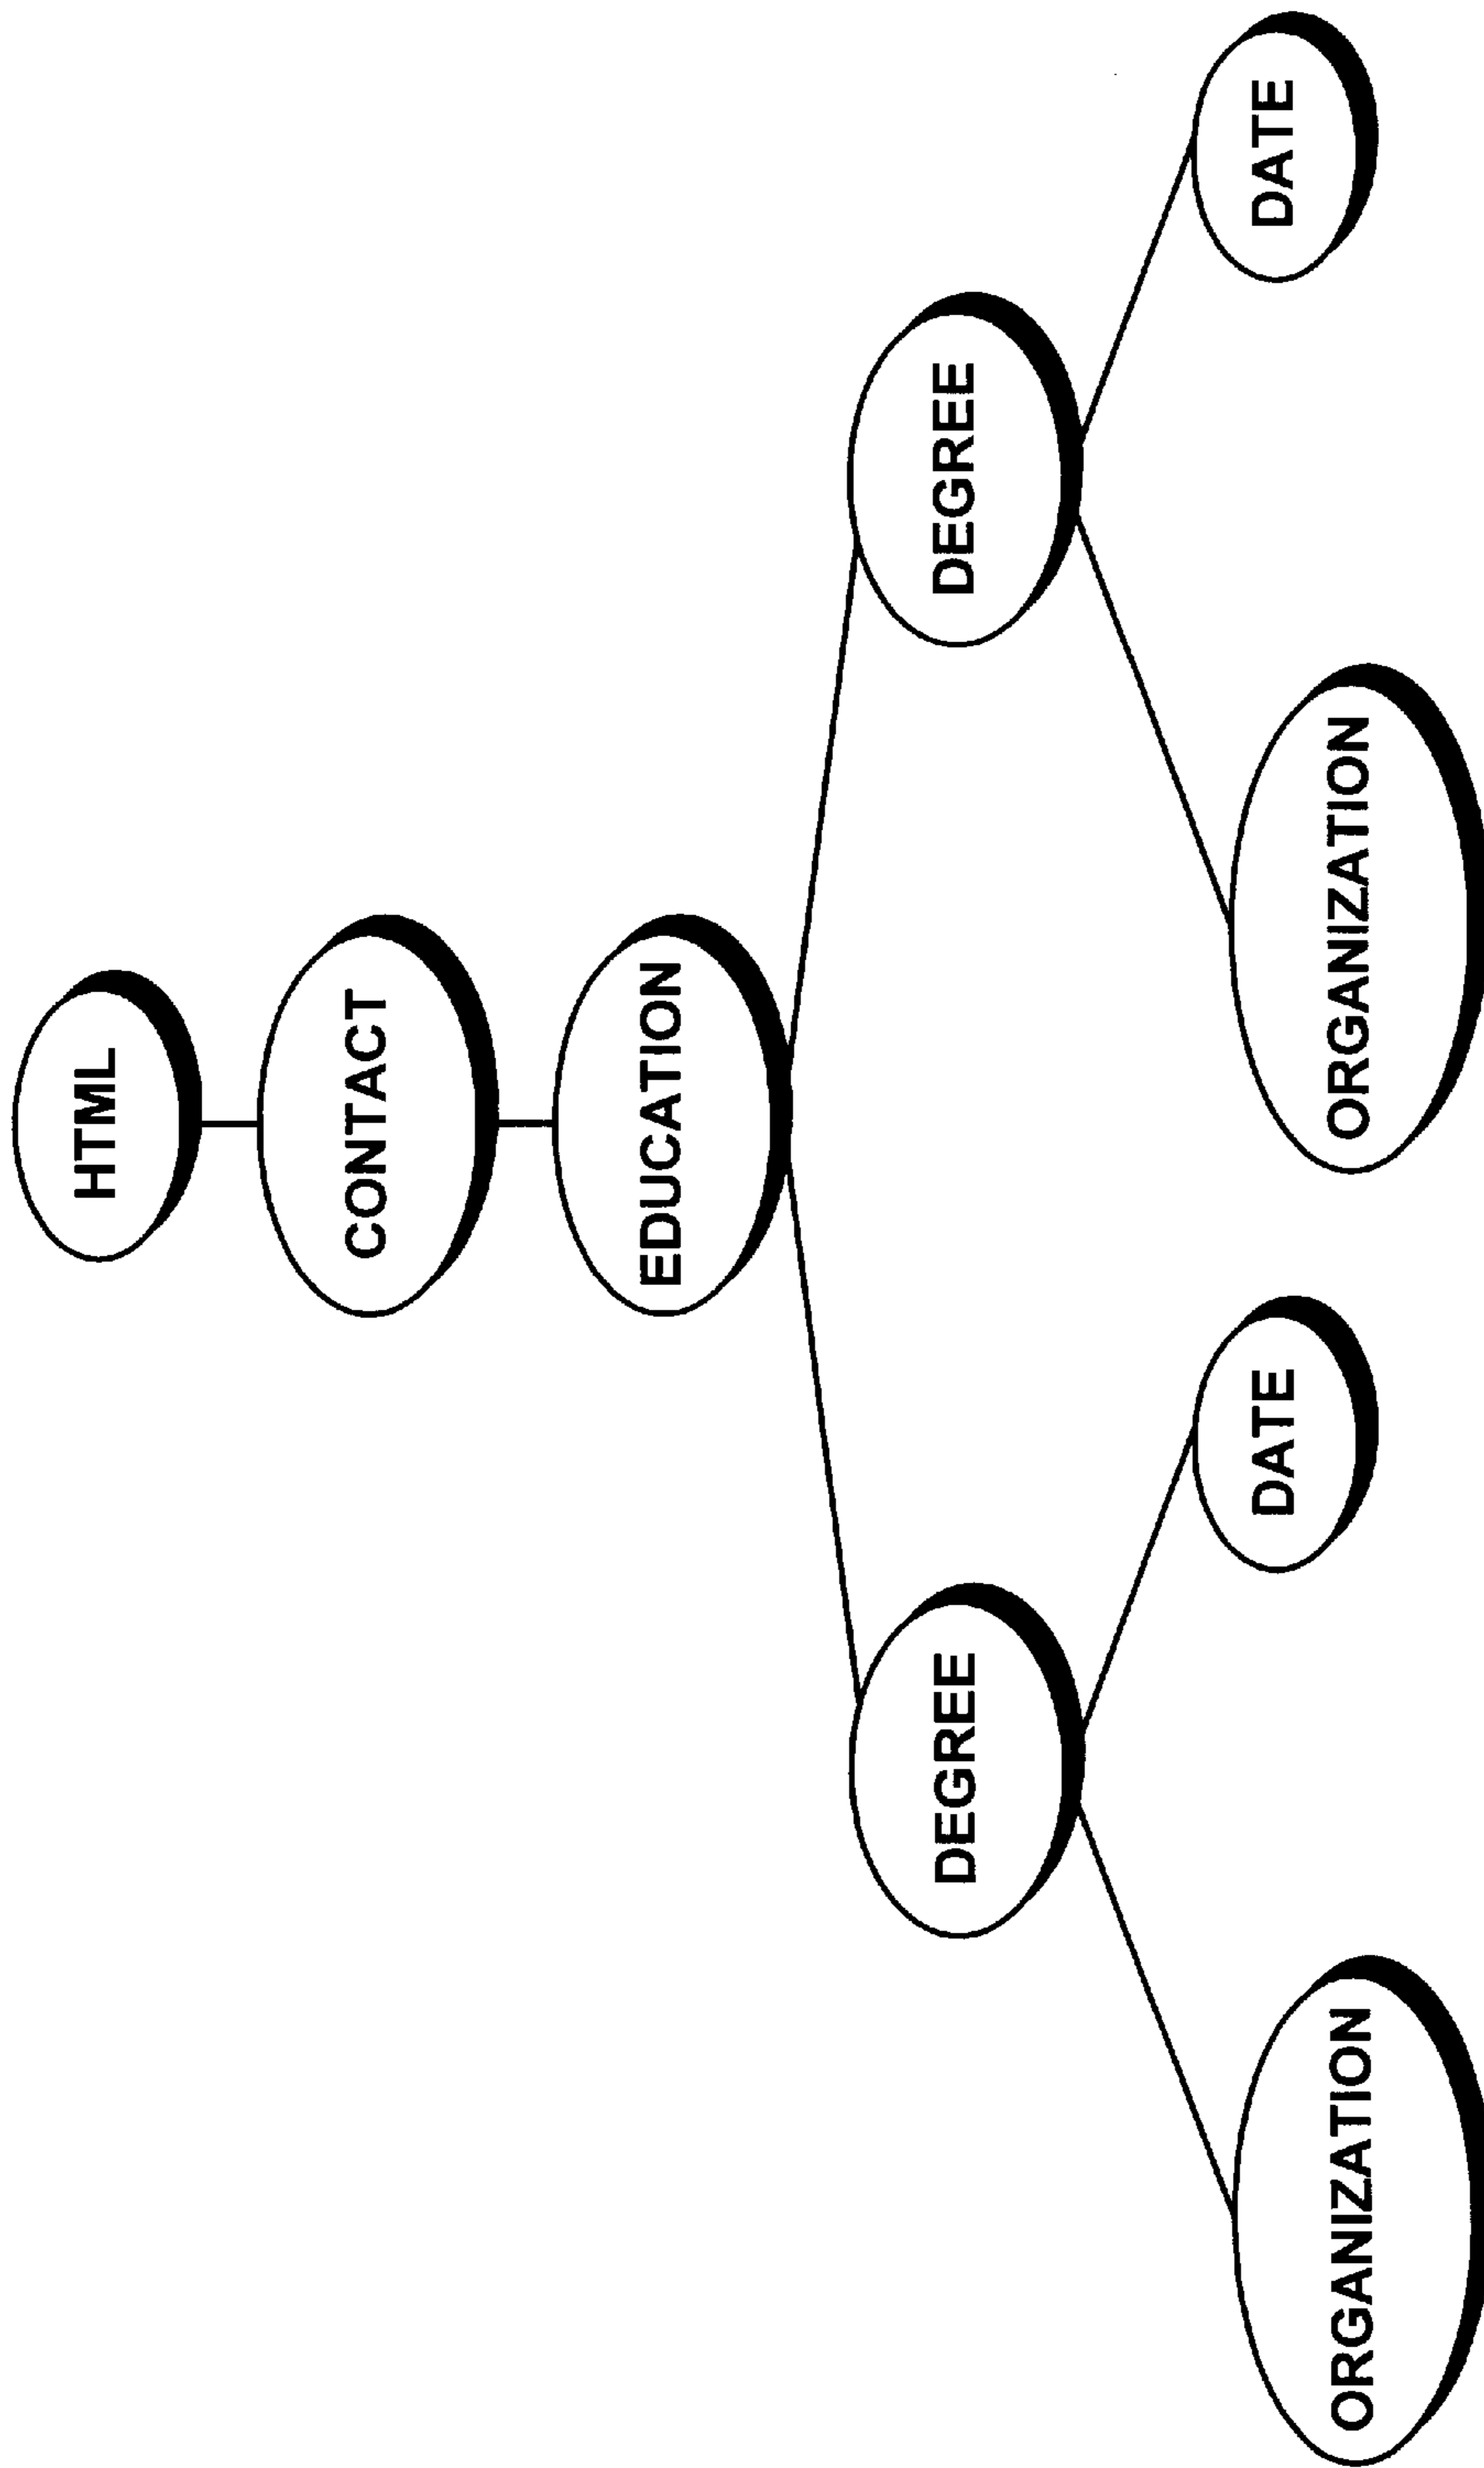 HTML
CONTACT
EDUCATION
DEGREE
DEGREE
ORGANIZATION
DATE
ORGANIZATION
DATE